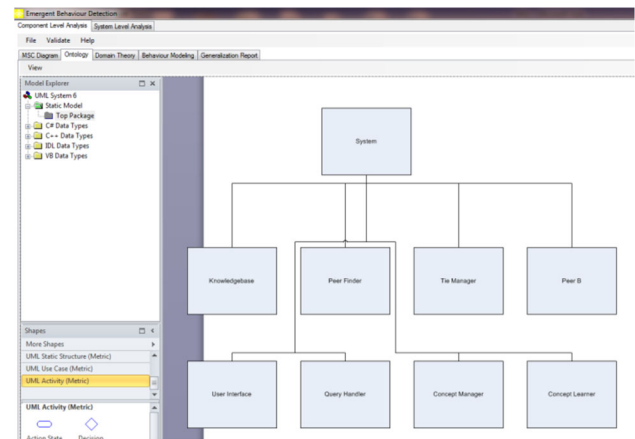 Emergent Behaviour Detection
Component Level Analysis System Level Analysis
File Validate Help
MSC Diagram Ontology Domain Theory Behaviour Modeling Generalization Report
View
Model Explorer
UML System 6
Static Model
Top Package
C# Data Types
C++ Data Types
IDL Data Types
VB Data Types
System
Knowledgebase Peer Finder Tie Manager Peer B
Shapes
More Shapes
UML Static Structure (Metric)
UML Use Case (Metric)
UML Activity (Metric)
User Interface Query Handler Concept Manager Concept Learner
UML Activity (Metric)
Action State Decision